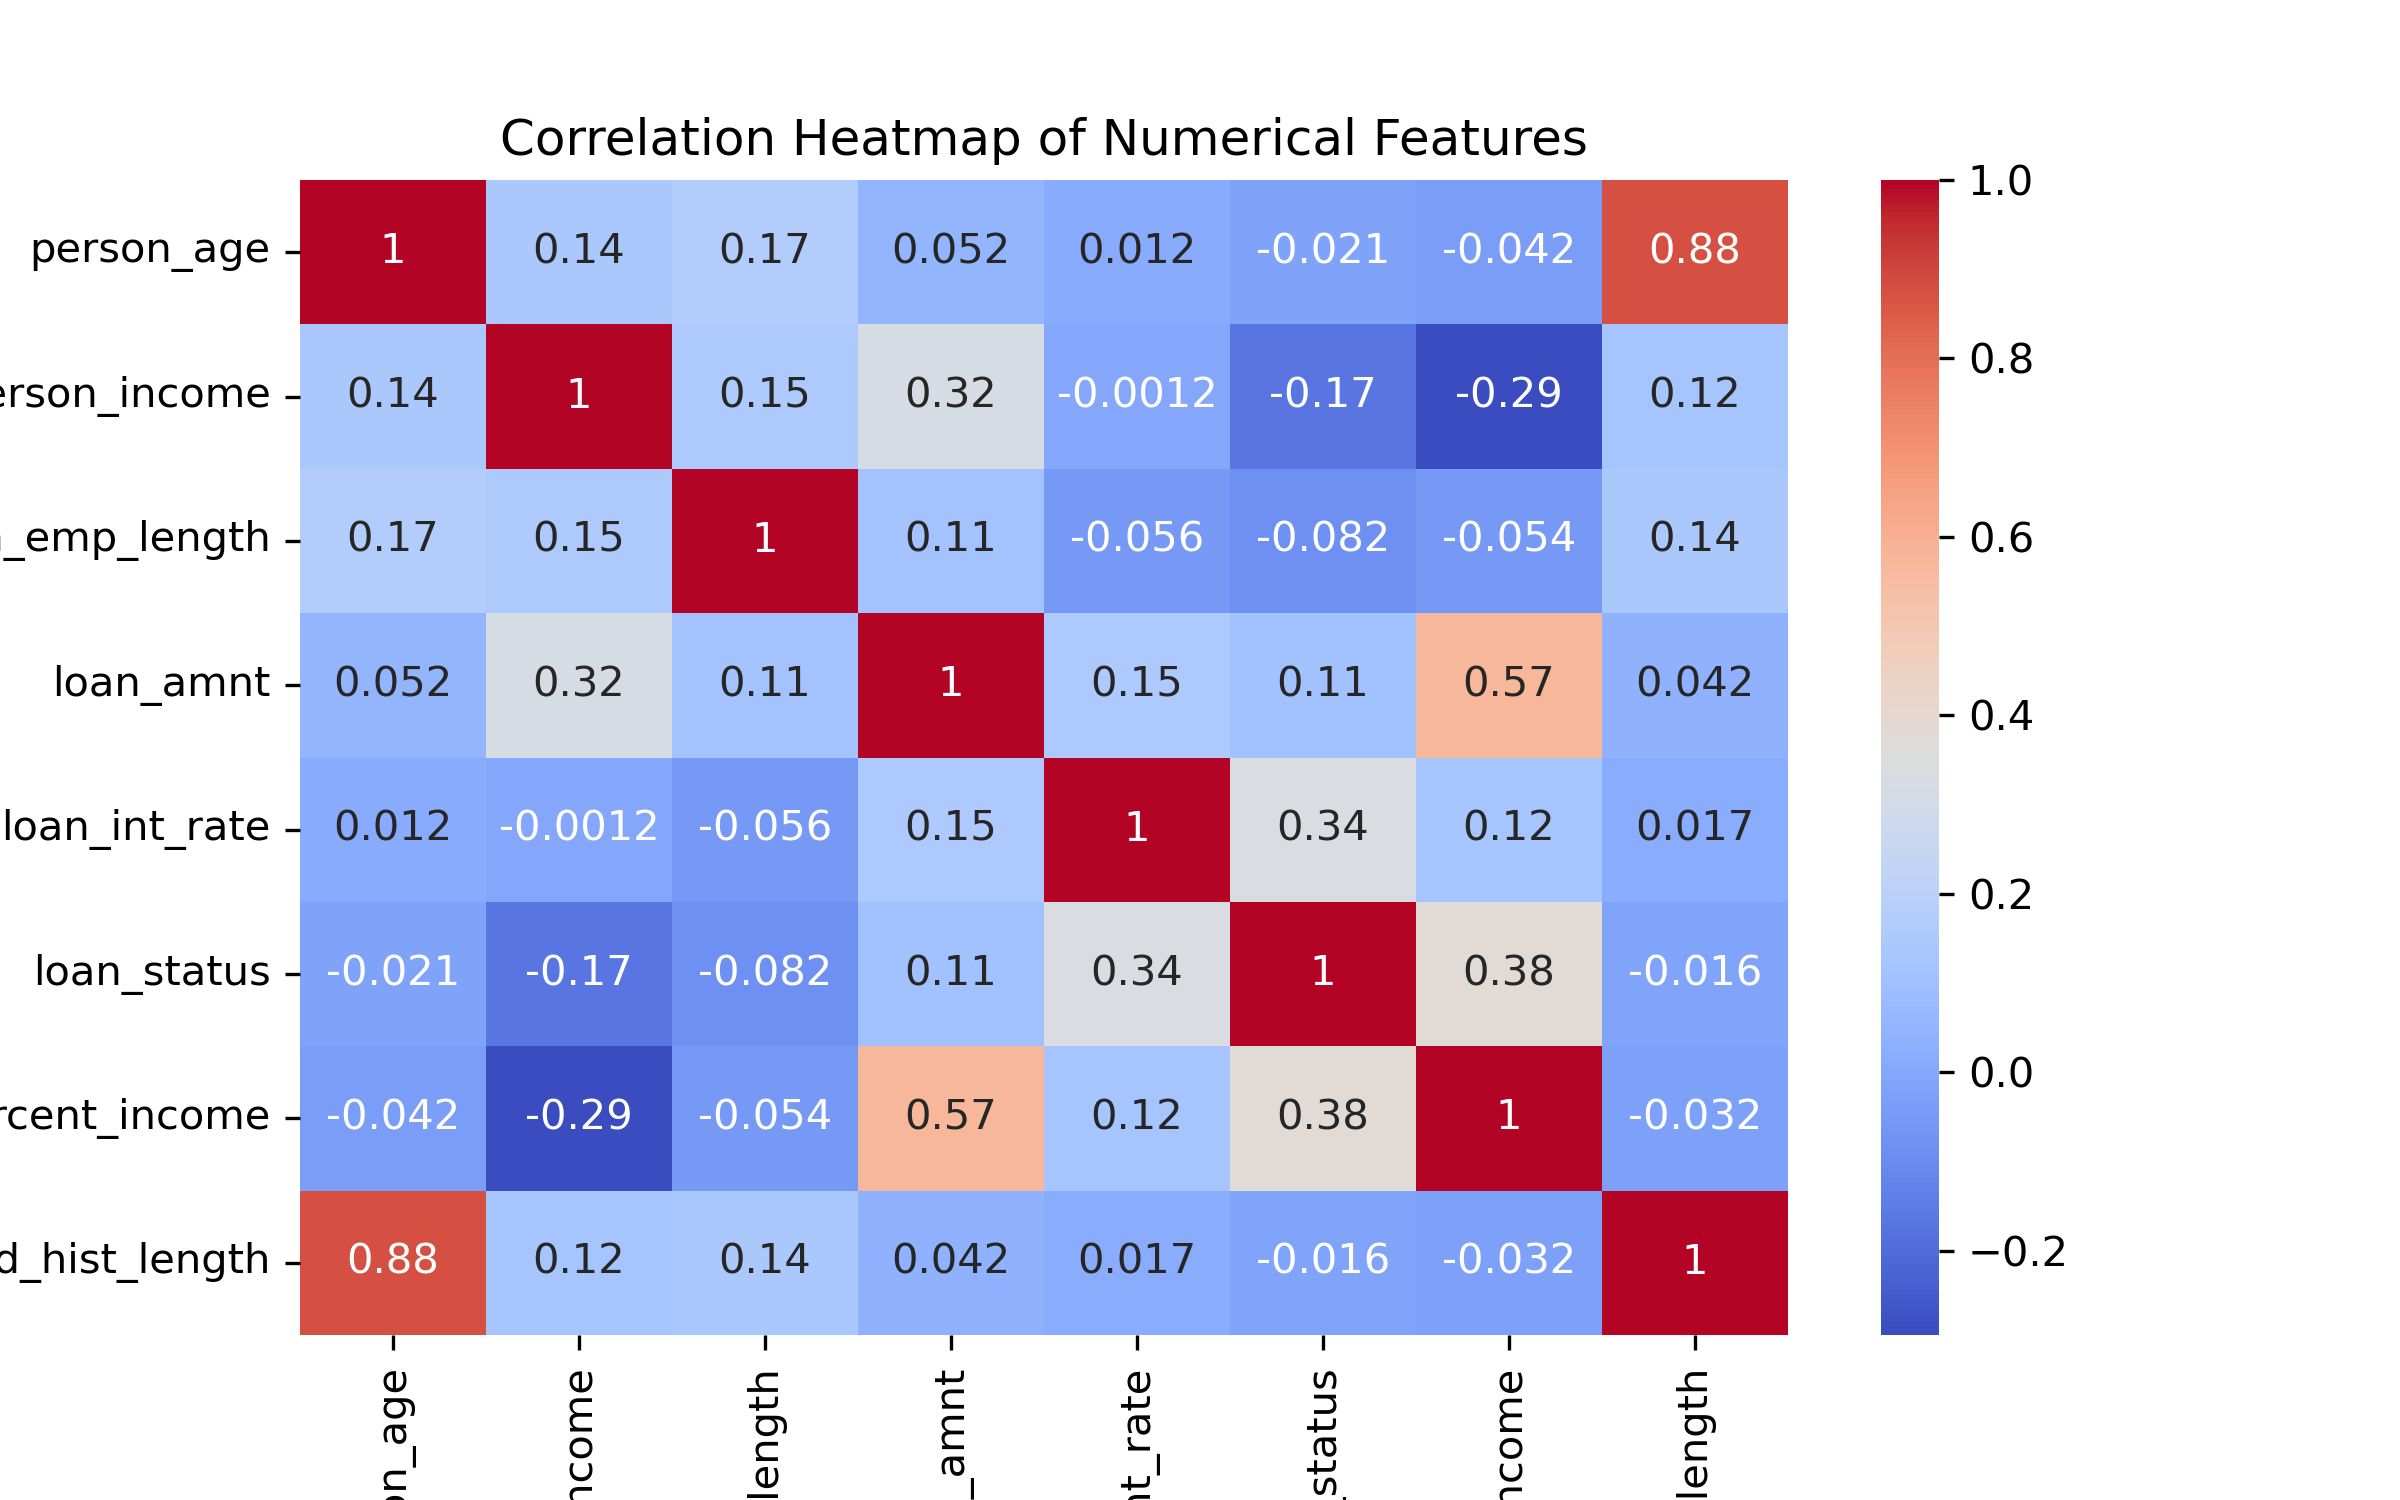 Correlation Heatmap of Numerical Features
person_age 1 0.14 0.17 0.052 0.012 -0.021 -0.042 0.88
erson_income 0.14 1 0.15 0.32 -0.0012 -0.17 -0.29 0.12
_emp_length 0.17 0.15 1 0.11 -0.056 -0.082 -0.054 0.14
loan_amnt 0.052 0.32 0.11 1 0.15 0.11 0.57 0.042
loan_int_rate 0.012 -0.0012 -0.056 0.15 1 0.34 0.12 0.017
loan_status -0.021 -0.17 -0.082 0.11 0.34 1 0.38 -0.016
rcent_income -0.042 -0.29 -0.054 0.57 0.12 0.38 1 -0.032
d_hist_length 0.88 0.12 0.14 0.042 0.017 -0.016 -0.032 1
on_age
ncome
length
_amnt
nt_rate
_status
ncome
length
1.0
0.8
0.6
0.4
0.2
0.0
−0.2